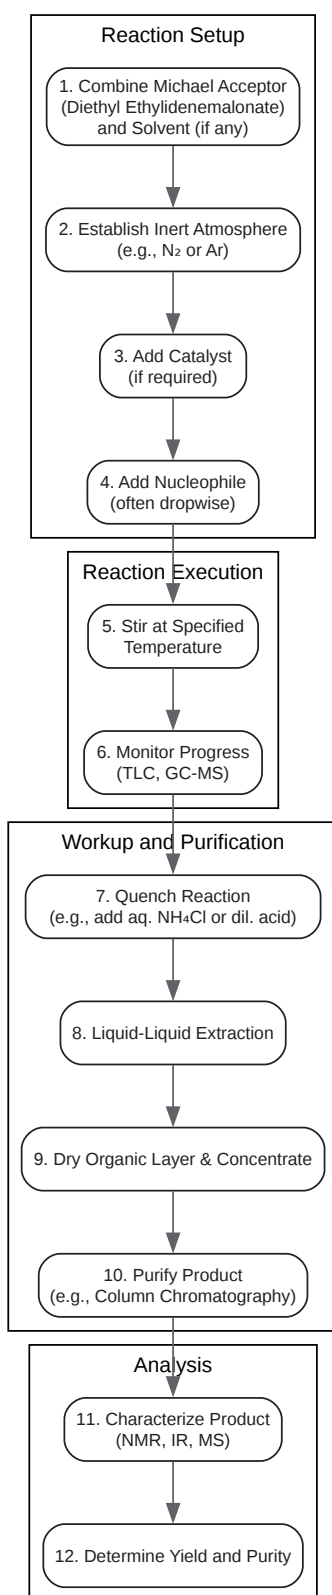 Reaction Setup
1. Combine Michael Acceptor
(Diethyl Ethylidenemalonate)
and Solvent (if any)
2. Establish Inert Atmosphere
(e.g., N₂ or Ar)
3. Add Catalyst
(if required)
4. Add Nucleophile
(often dropwise)
Reaction Execution
5. Stir at Specified
Temperature
6. Monitor Progress
(TLC, GC-MS)
Workup and Purification
7. Quench Reaction
(e.g., add aq. NH₄Cl or dil. acid)
8. Liquid-Liquid Extraction
9. Dry Organic Layer & Concentrate
10. Purify Product
(e.g., Column Chromatography)
Analysis
11. Characterize Product
(NMR, IR, MS)
12. Determine Yield and Purity